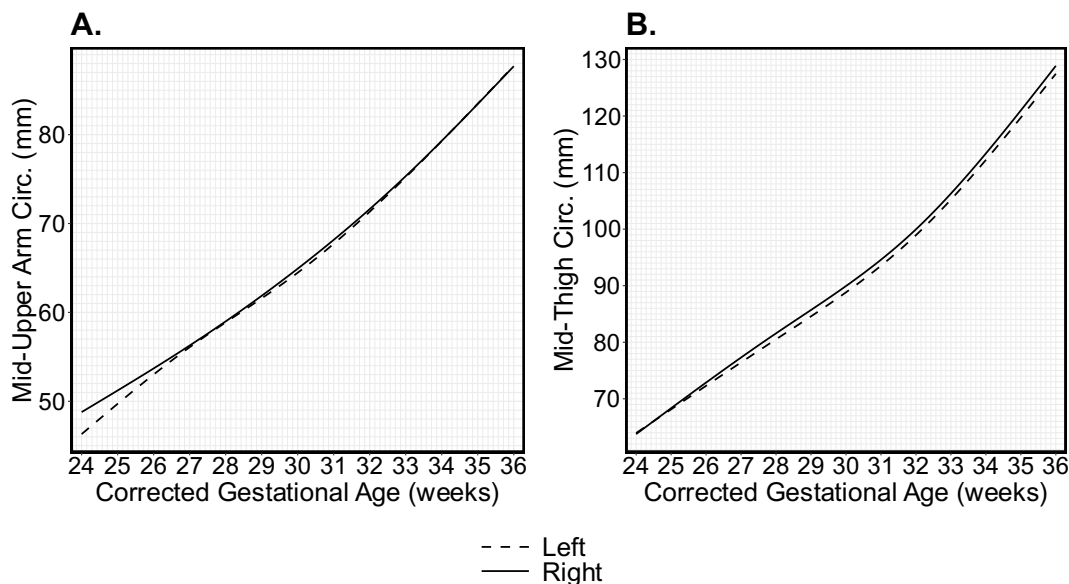 A.
Mid-Upper Arm Circ. (mm)
80
70
60
50
24 25 26 27 28 29 30 31 32 33 34 35 36
Corrected Gestational Age (weeks)
B.
Mid-Thigh Circ. (mm)
130
120
110
100
90
80
70
24 25 26 27 28 29 30 31 32 33 34 35 36
Corrected Gestational Age (weeks)
Left
Right